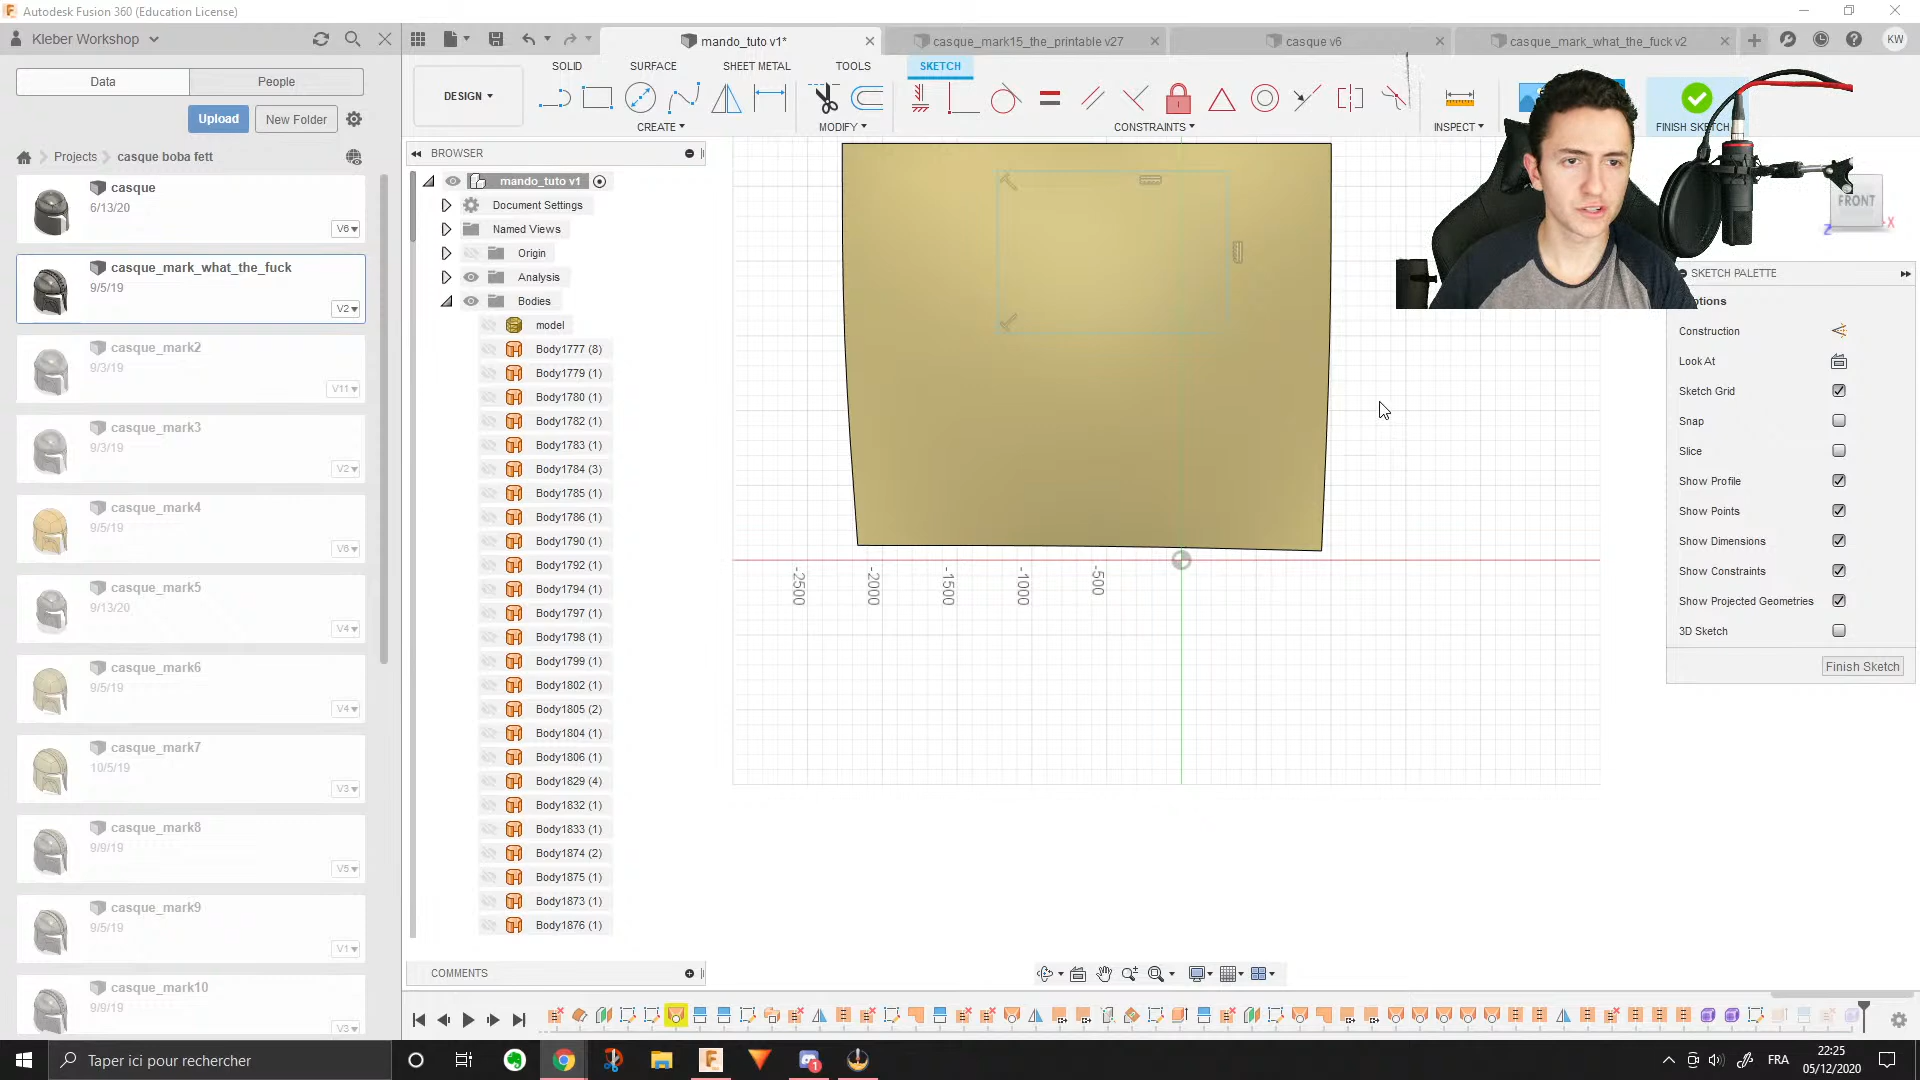 Autodesk Fusion 360 (Education License)
Kleber Workshop
mando_tuto v1*
casque_mark15_the_printable v27
casque v6
casque_mark_what_the_fuck v2
KW
Data
People
Upload
New Folder
Projects
casque boba fett
casque
6/13/20
V6
casque_mark_what_the_fuck
9/5/19
V2
casque_mark2
9/3/19
V11
casque_mark3
9/3/19
V2
casque_mark4
9/5/19
V6
casque_mark5
9/13/20
V4
casque_mark6
9/5/19
V4
casque_mark7
10/5/19
V3
casque_mark8
9/9/19
V5
casque_mark9
9/5/19
V1
casque_mark10
9/9/19
V3
DESIGN
SOLID
SURFACE
SHEET METAL
TOOLS
SKETCH
CREATE
MODIFY
CONSTRAINTS
INSPECT
FINISH SKETCH
BROWSER
mando_tuto v1
Document Settings
Named Views
Origin
Analysis
Bodies
model
Body1777 (8)
Body1779 (1)
Body1780 (1)
Body1782 (1)
Body1783 (1)
Body1784 (3)
Body1785 (1)
Body1786 (1)
Body1790 (1)
Body1792 (1)
Body1794 (1)
Body1797 (1)
Body1798 (1)
Body1799 (1)
Body1802 (1)
Body1805 (2)
Body1804 (1)
Body1806 (1)
Body1829 (4)
Body1832 (1)
Body1833 (1)
Body1874 (2)
Body1875 (1)
Body1873 (1)
Body1876 (1)
COMMENTS
-2500
-2000
-1500
-1000
-500
FRONT
Z
X
SKETCH PALETTE
ptions
Construction
Look At
Sketch Grid
Snap
Slice
Show Profile
Show Points
Show Dimensions
Show Constraints
Show Projected Geometries
3D Sketch
Finish Sketch
Taper ici pour rechercher
FRA
22:25
05/12/2020